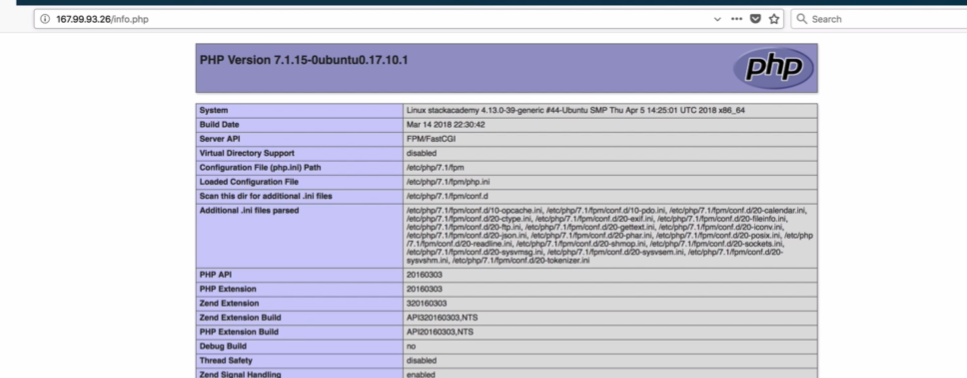 167.99.93.26/info.php
Search
PHP Version 7.1.15-0ubuntu0.17.10.1
php
System Linux stackacademy 4.13.0-39-generic #44-Ubuntu SMP Thu Apr 5 14:25:01 UTC 2018 x86_64
Build Date Mar 14 2018 22:30:42
Server API FPM/FastCGI
Virtual Directory Support disabled
Configuration File (php.ini) Path /etc/php/7.1/fpm
Loaded Configuration File /etc/php/7.1/fpm/php.ini
Scan this dir for additional .ini files /etc/php/7.1/fpm/conf.d
Additional .ini files parsed /etc/php/7.1/fpm/conf.d/10-opcache.ini, /etc/php/7.1/fpm/conf.d/10-pdo.ini, /etc/php/7.1/fpm/conf.d/20-calendar.ini,
/etc/php/7.1/fpm/conf.d/20-ctype.ini, /etc/php/7.1/fpm/conf.d/20-exif.ini, /etc/php/7.1/fpm/conf.d/20-fileinfo.ini,
/etc/php/7.1/fpm/conf.d/20-ftp.ini, /etc/php/7.1/fpm/conf.d/20-gettext.ini, /etc/php/7.1/fpm/conf.d/20-iconv.ini,
/etc/php/7.1/fpm/conf.d/20-json.ini, /etc/php/7.1/fpm/conf.d/20-phar.ini, /etc/php/7.1/fpm/conf.d/20-posix.ini, /etc/php
/7.1/fpm/conf.d/20-readline.ini, /etc/php/7.1/fpm/conf.d/20-shmop.ini, /etc/php/7.1/fpm/conf.d/20-sockets.ini,
/etc/php/7.1/fpm/conf.d/20-sysvmsg.ini, /etc/php/7.1/fpm/conf.d/20-sysvsem.ini, /etc/php/7.1/fpm/conf.d/20-
sysvshm.ini, /etc/php/7.1/fpm/conf.d/20-tokenizer.ini
PHP API 20160303
PHP Extension 20160303
Zend Extension 320160303
Zend Extension Build API320160303,NTS
PHP Extension Build API20160303,NTS
Debug Build no
Thread Safety disabled
Zend Signal Handling enabled